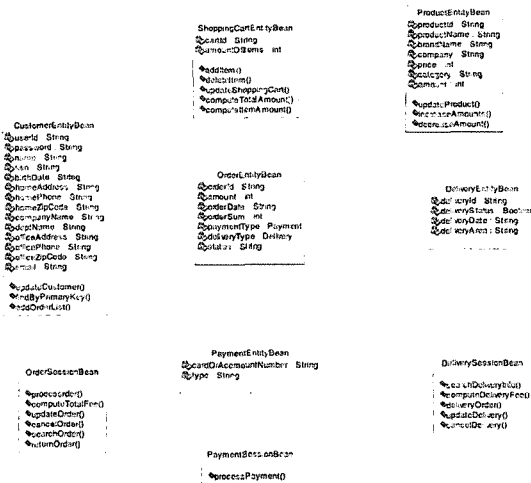 ShoppingCartEntityBean
cartId : String
amountOfItems : int
addItem()
deleteItem()
updateShoppingCart()
computeTotalAmount()
computeItemAmount()
ProductEntityBean
productId : String
productName : String
brandName : String
company : String
price : int
category : String
amount : int
updateProduct()
increaseAmounts()
decreaseAmount()
CustomerEntityBean
userId : String
password : String
name : String
ssn : String
birthDate : String
homeAddress : String
homePhone : String
homeZipCode : String
companyName : String
deptName : String
officeAddress : String
officePhone : String
officeZipCode : String
email : String
updateCustomer()
findByPrimaryKey()
addOrderList()
OrderEntityBean
orderId : String
amount : int
orderDate : String
orderSum : int
paymentType : Payment
deliveryType : Delivery
status : String
DeliveryEntityBean
deliveryId : String
deliveryStatus : Boolean
deliveryDate : String
deliveryArea : String
OrderSessionBean
computeTotalFee()
updateOrder()
cancelOrder()
searchOrder()
returnOrder()
PaymentEntityBean
cardOrAccomountNumber : String
type : String
PaymentSessionBean
processPayment()
DeliverySessionBean
searchDeliveryInfo()
computeDeliveryFee()
deliveryOrder()
updateDelivery()
cancelDelivery()